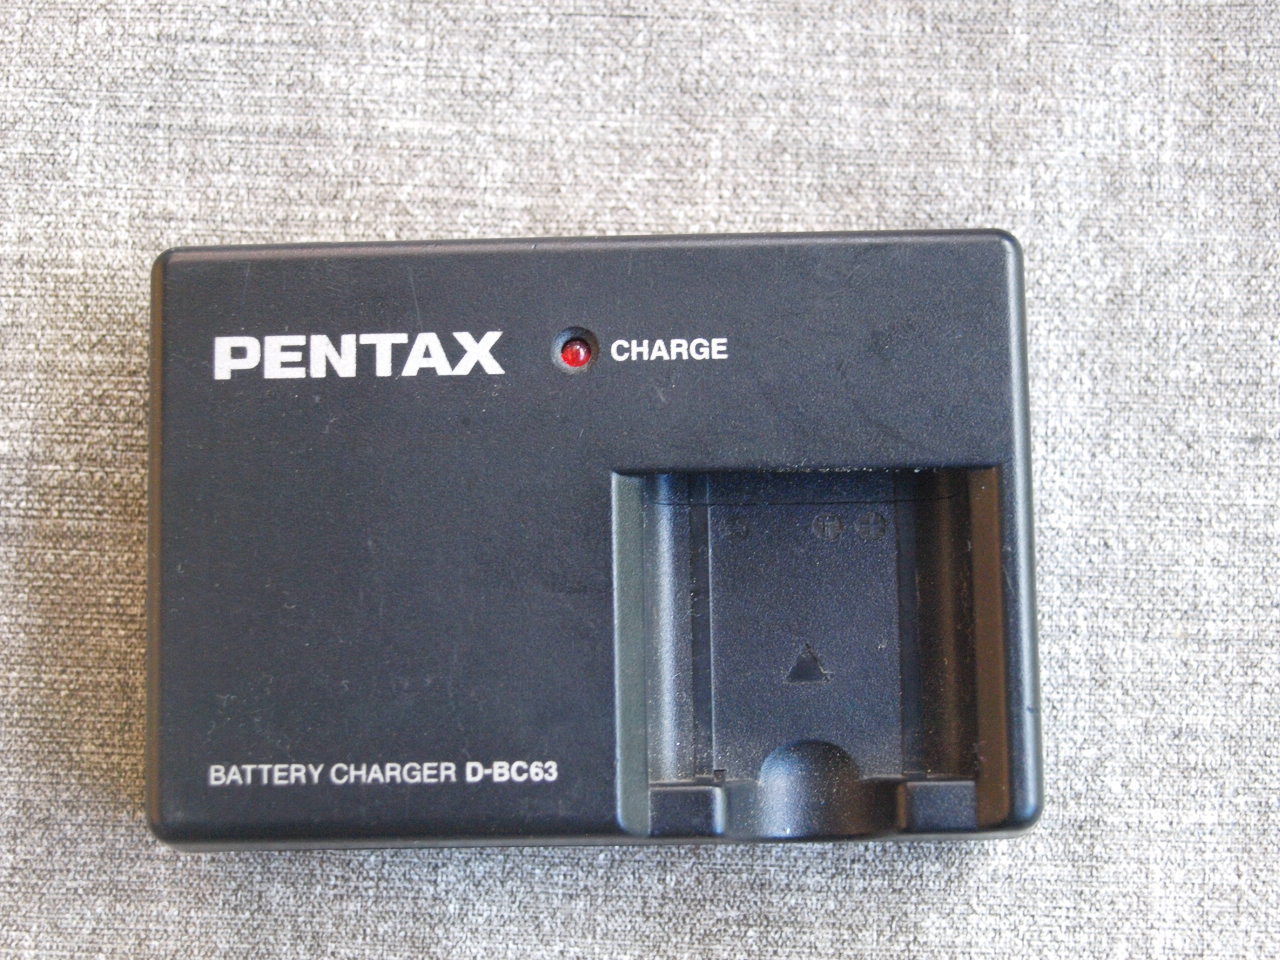 PENTAX
CHARGE
BATTERY CHARGER D-BC63